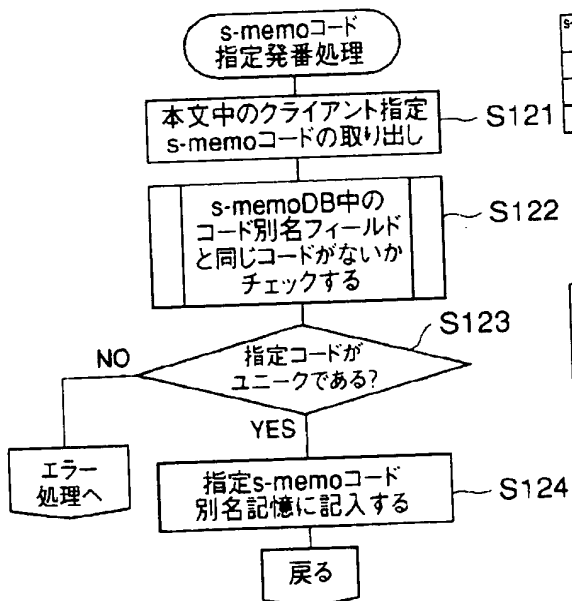 s-memoコード
指定発番処理
本文中のクライアント指定
s-memoコードの取り出し
S121
s-memoDB中の
コード別名フィールド
と同じコードがないか
チェックする
S122
S123
指定コードが
ユニークである?
NO
YES
エラー
処理へ
指定s-memoコード
別名記憶に記入する
S124
戻る